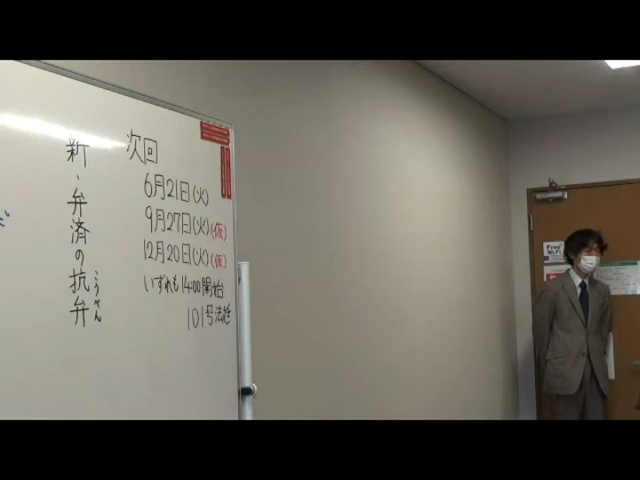 次回
6月21日(火)
9月27日(火)(仮)
12月20日(火)(仮)
いずれも14:00開始
101号法廷
新・弁済の抗弁
こうべん
Free
Wi-Fi